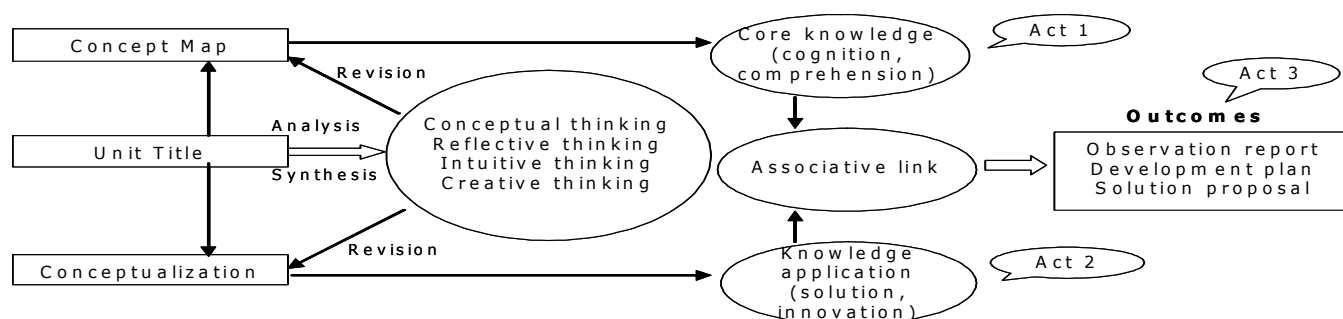 Concept Map
Revision
Core knowledge
(cognition,
comprehension)
Act 1
Act 3
Unit Title
Analysis
Synthesis
Conceptual thinking
Reflective thinking
Intuitive thinking
Creative thinking
Associative link
Outcomes
Observation report
Development plan
Solution proposal
Conceptualization
Revision
Knowledge
application
(solution,
innovation)
Act 2